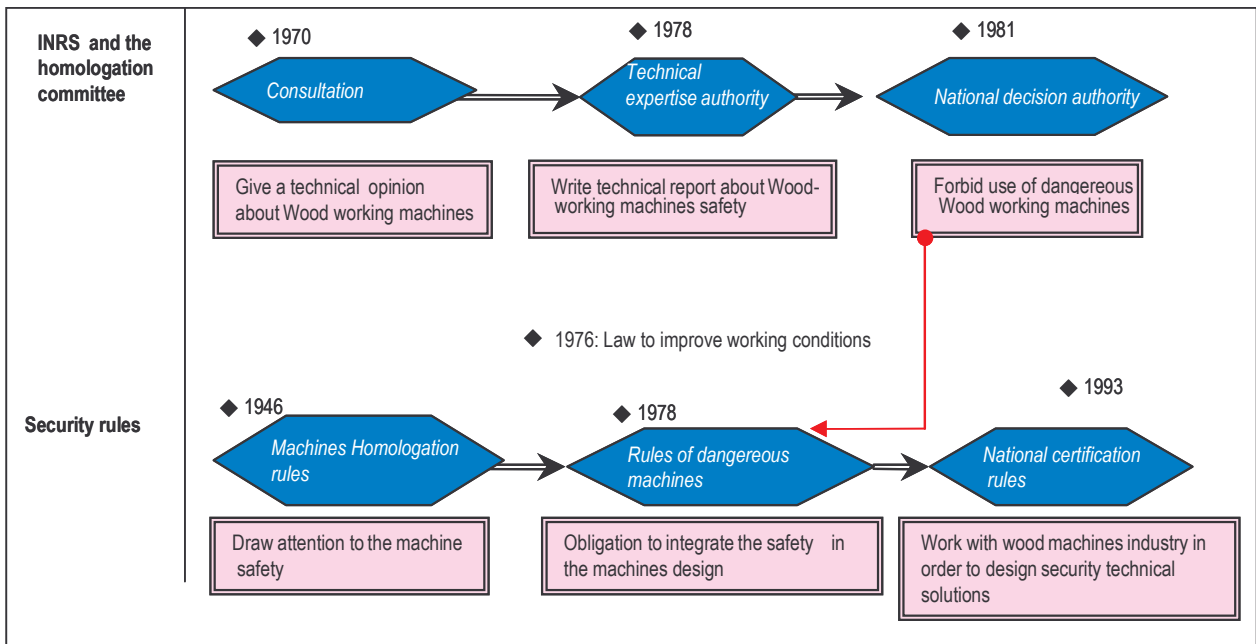 INRS and the
homologation
committee
◆ 1970
Consultation
◆ 1978
Technical
expertise authority
◆ 1981
National decision authority
Give a technical opinion
about Wood working machines
Write technical report about Wood-
working machines safety
Forbid use of dangereous
Wood working machines
◆ 1976: Law to improve working conditions
Security rules
◆ 1946
Machines Homologation
rules
◆ 1978
Rules of dangereous
machines
◆ 1993
National certification
rules
Draw attention to the machine
safety
Obligation to integrate the safety in
the machines design
Work with wood machines industry in
order to design security technical
solutions